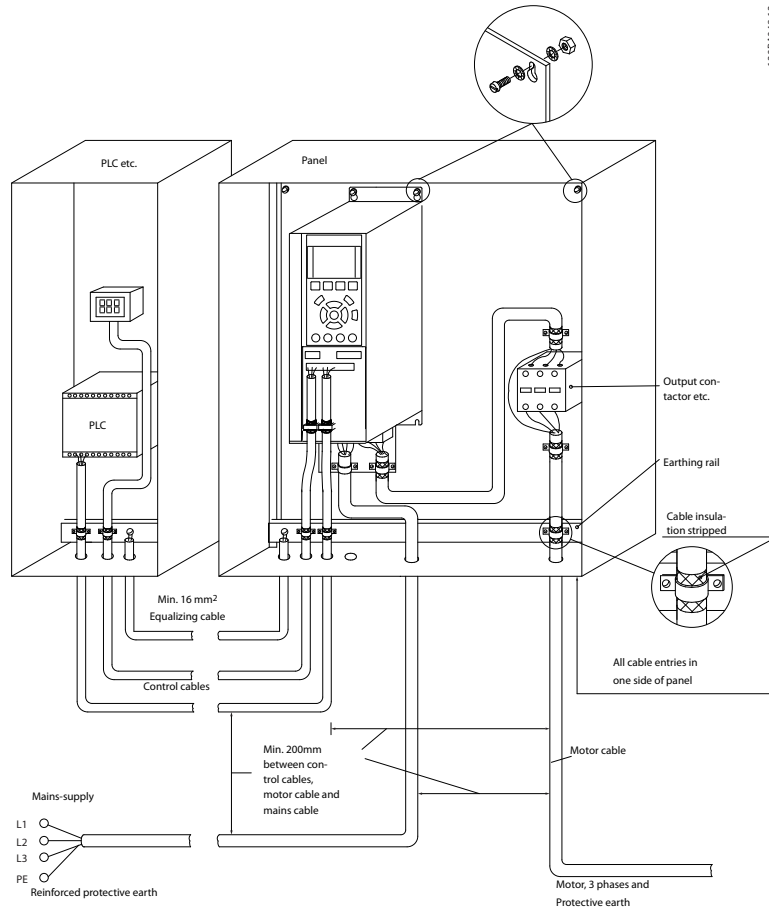 PLC etc.
Panel
PLC
Output con-
tactor etc.
Earthing rail
Cable insula-
tion stripped
Min. 16 mm²
Equalizing cable
Control cables
All cable entries in
one side of panel
Min. 200mm
between con-
trol cables,
motor cable and
mains cable
Motor cable
Mains-supply
L1
L2
L3
PE
Reinforced protective earth
Motor, 3 phases and
Protective earth